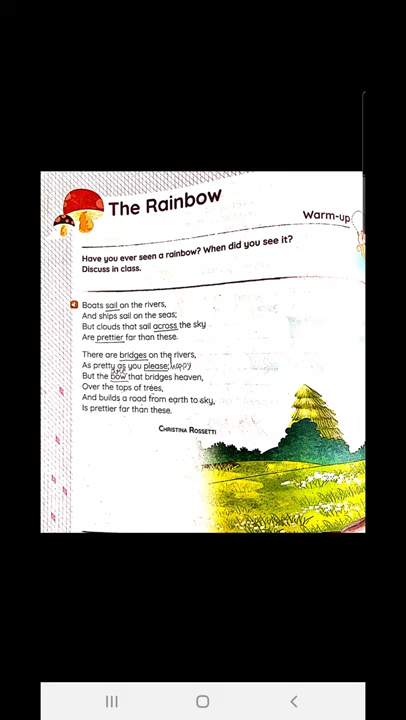 The Rainbow
Warm-up
Have you ever seen a rainbow? When did you see it?
Discuss in class.
Boats sail on the rivers,
And ships sail on the seas;
But clouds that sail across the sky
Are prettier far than these.
There are bridges on the rivers,
As pretty as you please;
But the bow that bridges heaven,
Over the tops of trees,
And builds a road from earth to sky,
Is prettier far than these.
CHRISTINA ROSSETTI